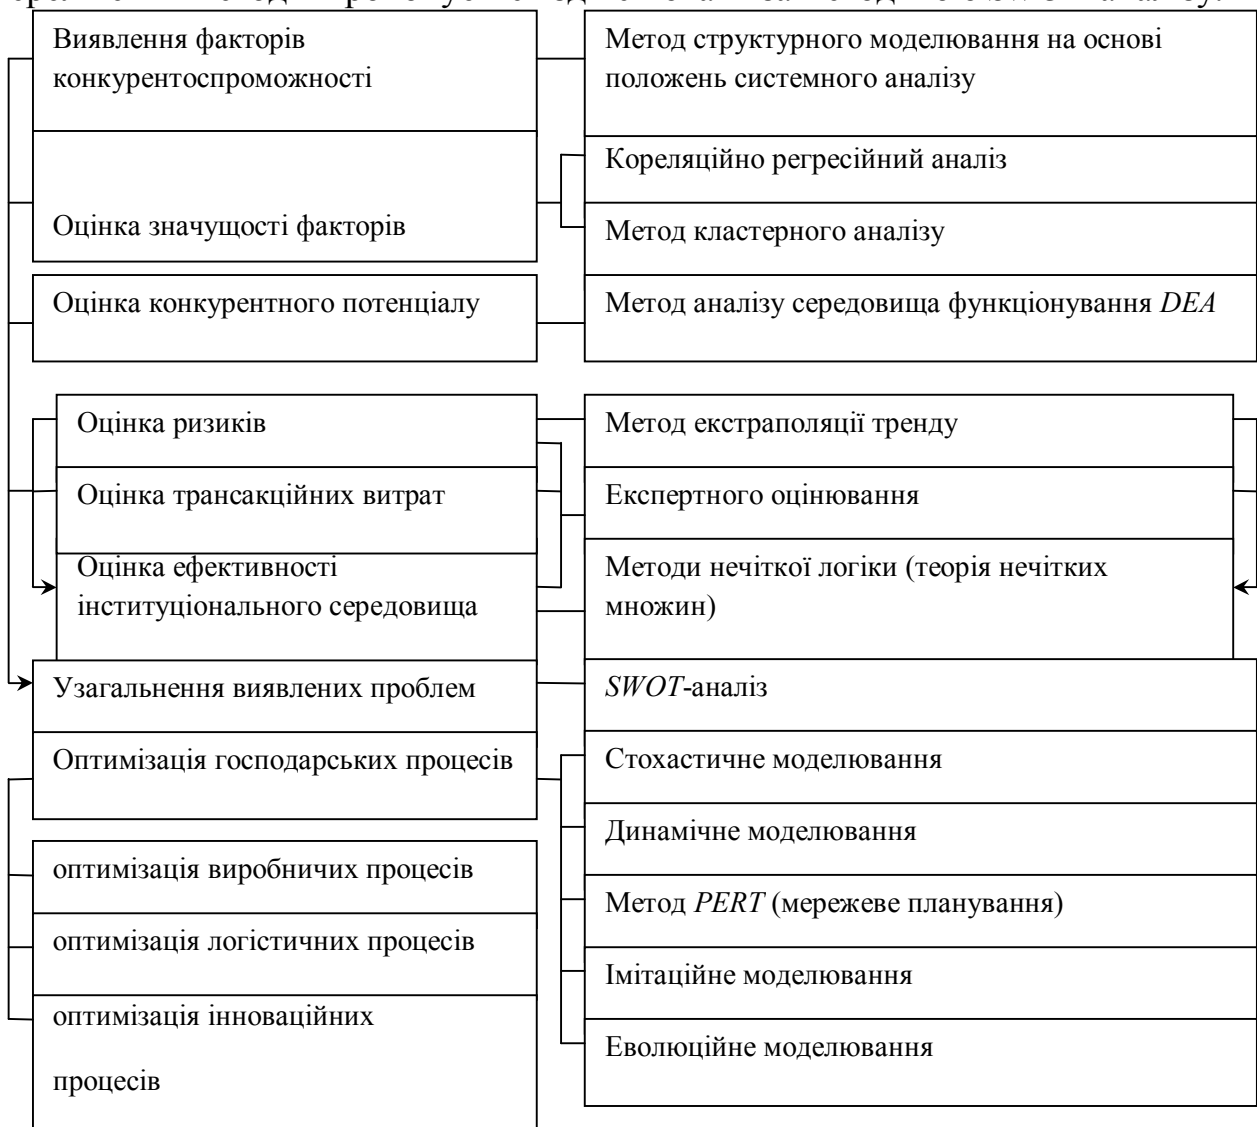 Виявлення факторів
конкурентоспроможності
Метод структурного моделювання на основі
положень системного аналізу
Оцінка значущості факторів
Кореляційно регресійний аналіз
Метод кластерного аналізу
Оцінка конкурентного потенціалу
Метод аналізу середовища функціонування DEA
Оцінка ризиків
Метод екстраполяції тренду
Оцінка трансакційних витрат
Експертного оцінювання
Оцінка ефективності
інституціонального середовища
Методи нечіткої логіки (теорія нечітких
множин)
Узагальнення виявлених проблем
SWOT-аналіз
Оптимізація господарських процесів
Стохастичне моделювання
Динамічне моделювання
Метод PERT (мережеве планування)
Імітаційне моделювання
Еволюційне моделювання
оптимізація виробничих процесів
оптимізація логістичних процесів
оптимізація інноваційних
процесів